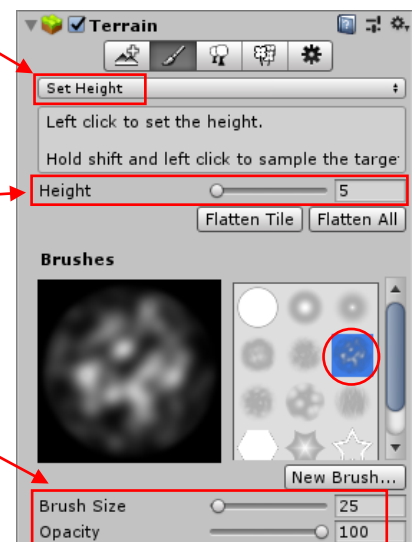 Terrain
Set Height
Left click to set the height.
Hold shift and left click to sample the targe
Height 5
Flatten Tile Flatten All
Brushes
New Brush...
Brush Size 25
Opacity 100